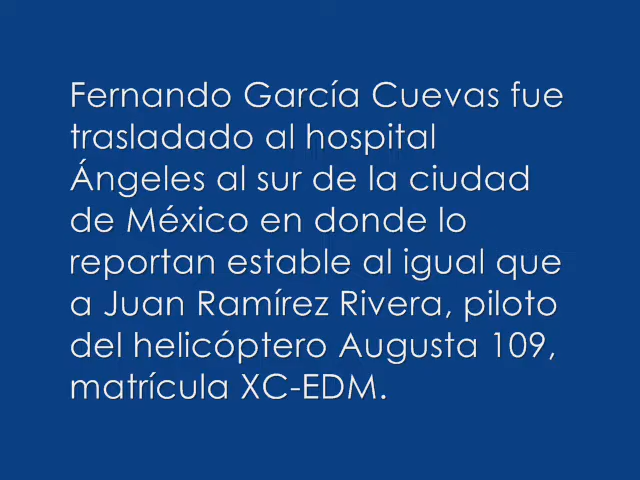 Fernando García Cuevas fue
trasladado al hospital
Ángeles al sur de la ciudad
de México en donde lo
reportan estable al igual que
a Juan Ramírez Rivera, piloto
del helicóptero Augusta 109,
matrícula XC-EDM.